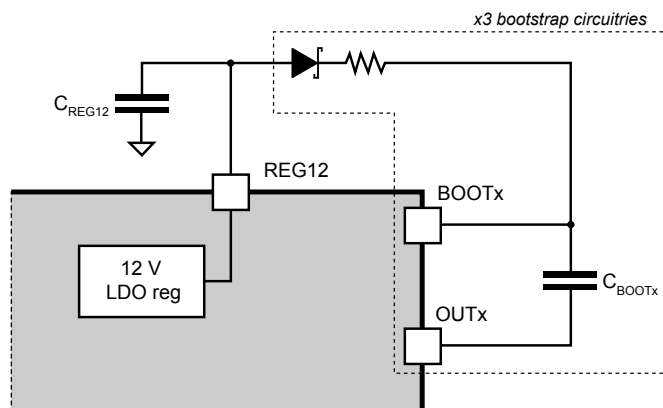 x3 bootstrap circuitries
C_REG12
REG12
BOOTx
12 V
LDO reg
C_BOOTx
OUTx